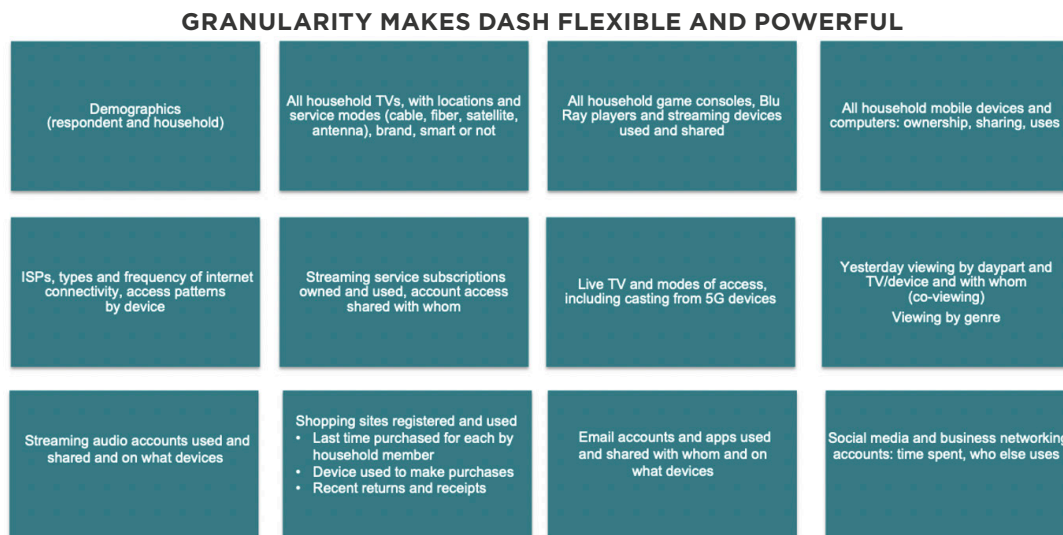 GRANULARITY MAKES DASH FLEXIBLE AND POWERFUL
Demographics
(respondent and household)
All household TVs, with locations and
service modes (cable, fiber, satellite,
antenna), brand, smart or not
All household game consoles, Blu
Ray players and streaming devices
used and shared
All household mobile devices and
computers: ownership, sharing, uses
ISPs, types and frequency of internet
connectivity, access patterns
by device
Streaming service subscriptions
owned and used, account access
shared with whom
Live TV and modes of access,
including casting from 5G devices
Yesterday viewing by daypart and
TV/device and with whom
(co-viewing)
Viewing by genre
Streaming audio accounts used and
shared and on what devices
Shopping sites registered and used
• Last time purchased for each by
household member
• Device used to make purchases
• Recent returns and receipts
Email accounts and apps used
and shared with whom and on
what devices
Social media and business networking
accounts: time spent, who else uses